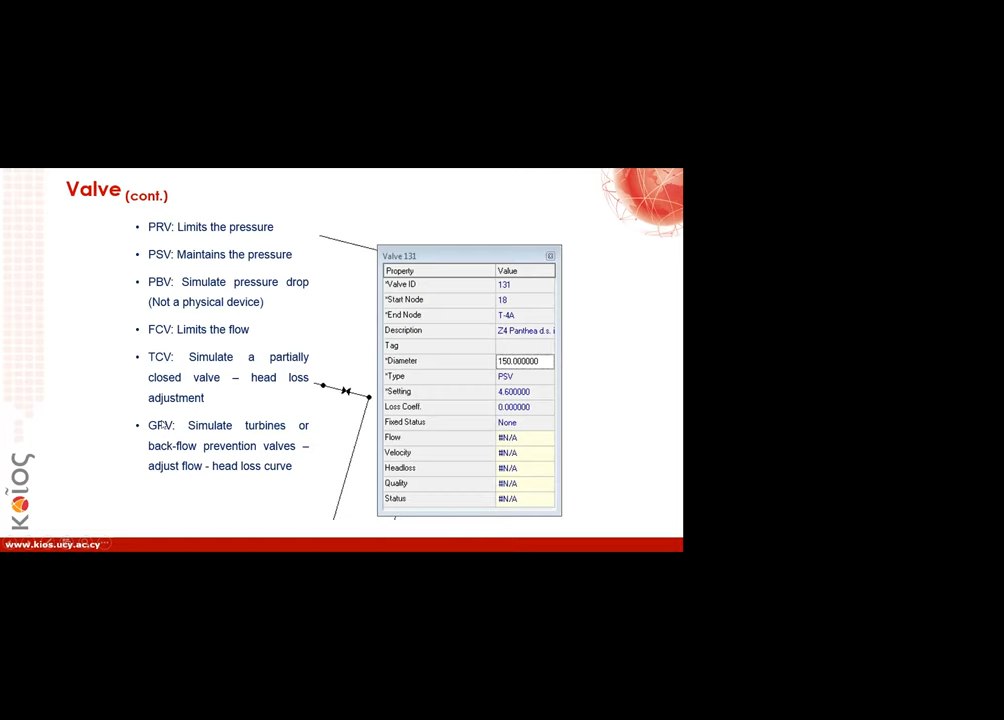 Valve (cont.)
• PRV: Limits the pressure
• PSV: Maintains the pressure
• PBV: Simulate pressure drop
(Not a physical device)
• FCV: Limits the flow
• TCV: Simulate a partially
closed valve – head loss
adjustment
• GPV: Simulate turbines or
back-flow prevention valves –
adjust flow - head loss curve
Valve 131
Property Value
*Valve ID 131
*Start Node 18
*End Node T-4A
Description Z4 Panthea d.s. i
Tag
*Diameter 150.000000
*Type PSV
*Setting 4.600000
Loss Coeff. 0.000000
Fixed Status None
Flow #N/A
Velocity #N/A
Headloss #N/A
Quality #N/A
Status #N/A
κοῖος
www.kios.ucy.ac.cy